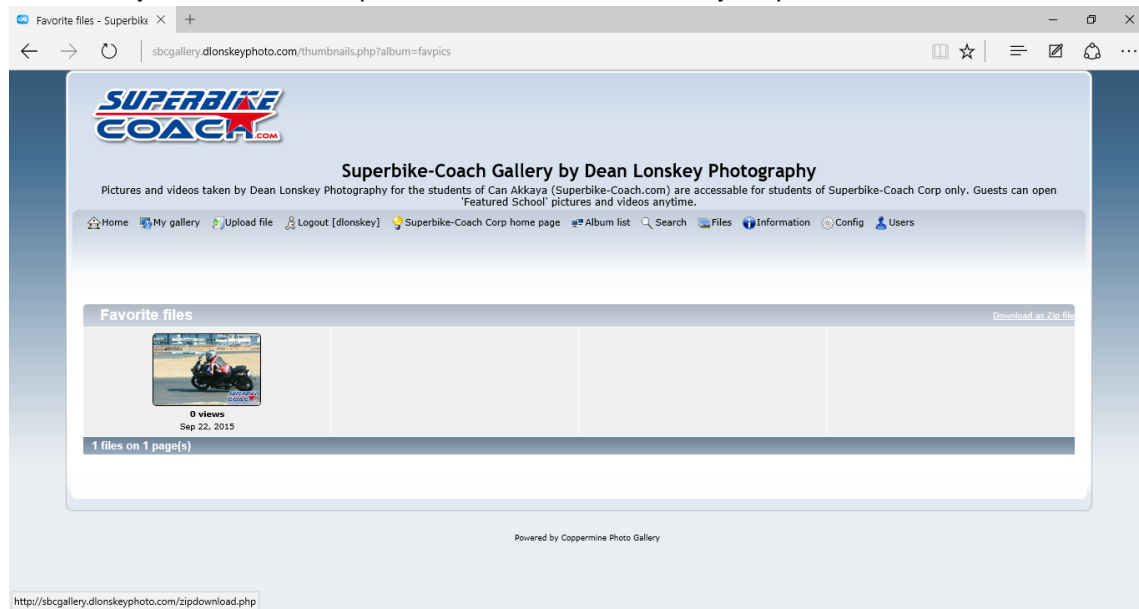 Favorite files - Superbike
sbcgallery.dlonskeyphoto.com/thumbnails.php?album=favpics
SUPERBIKE
COACH.COM
Superbike-Coach Gallery by Dean Lonskey Photography
Pictures and videos taken by Dean Lonskey Photography for the students of Can Akkaya (Superbike-Coach.com) are accessable for students of Superbike-Coach Corp only. Guests can open
'Featured School' pictures and videos anytime.
Home My gallery Upload file Logout [dlonskey] Superbike-Coach Corp home page Album list Search Files Information Config Users
Favorite files Download as Zip file
SUPERBIKE
COACH
0 views
Sep 22, 2015
1 files on 1 page(s)
Powered by Coppermine Photo Gallery
http://sbcgallery.dlonskeyphoto.com/zipdownload.php